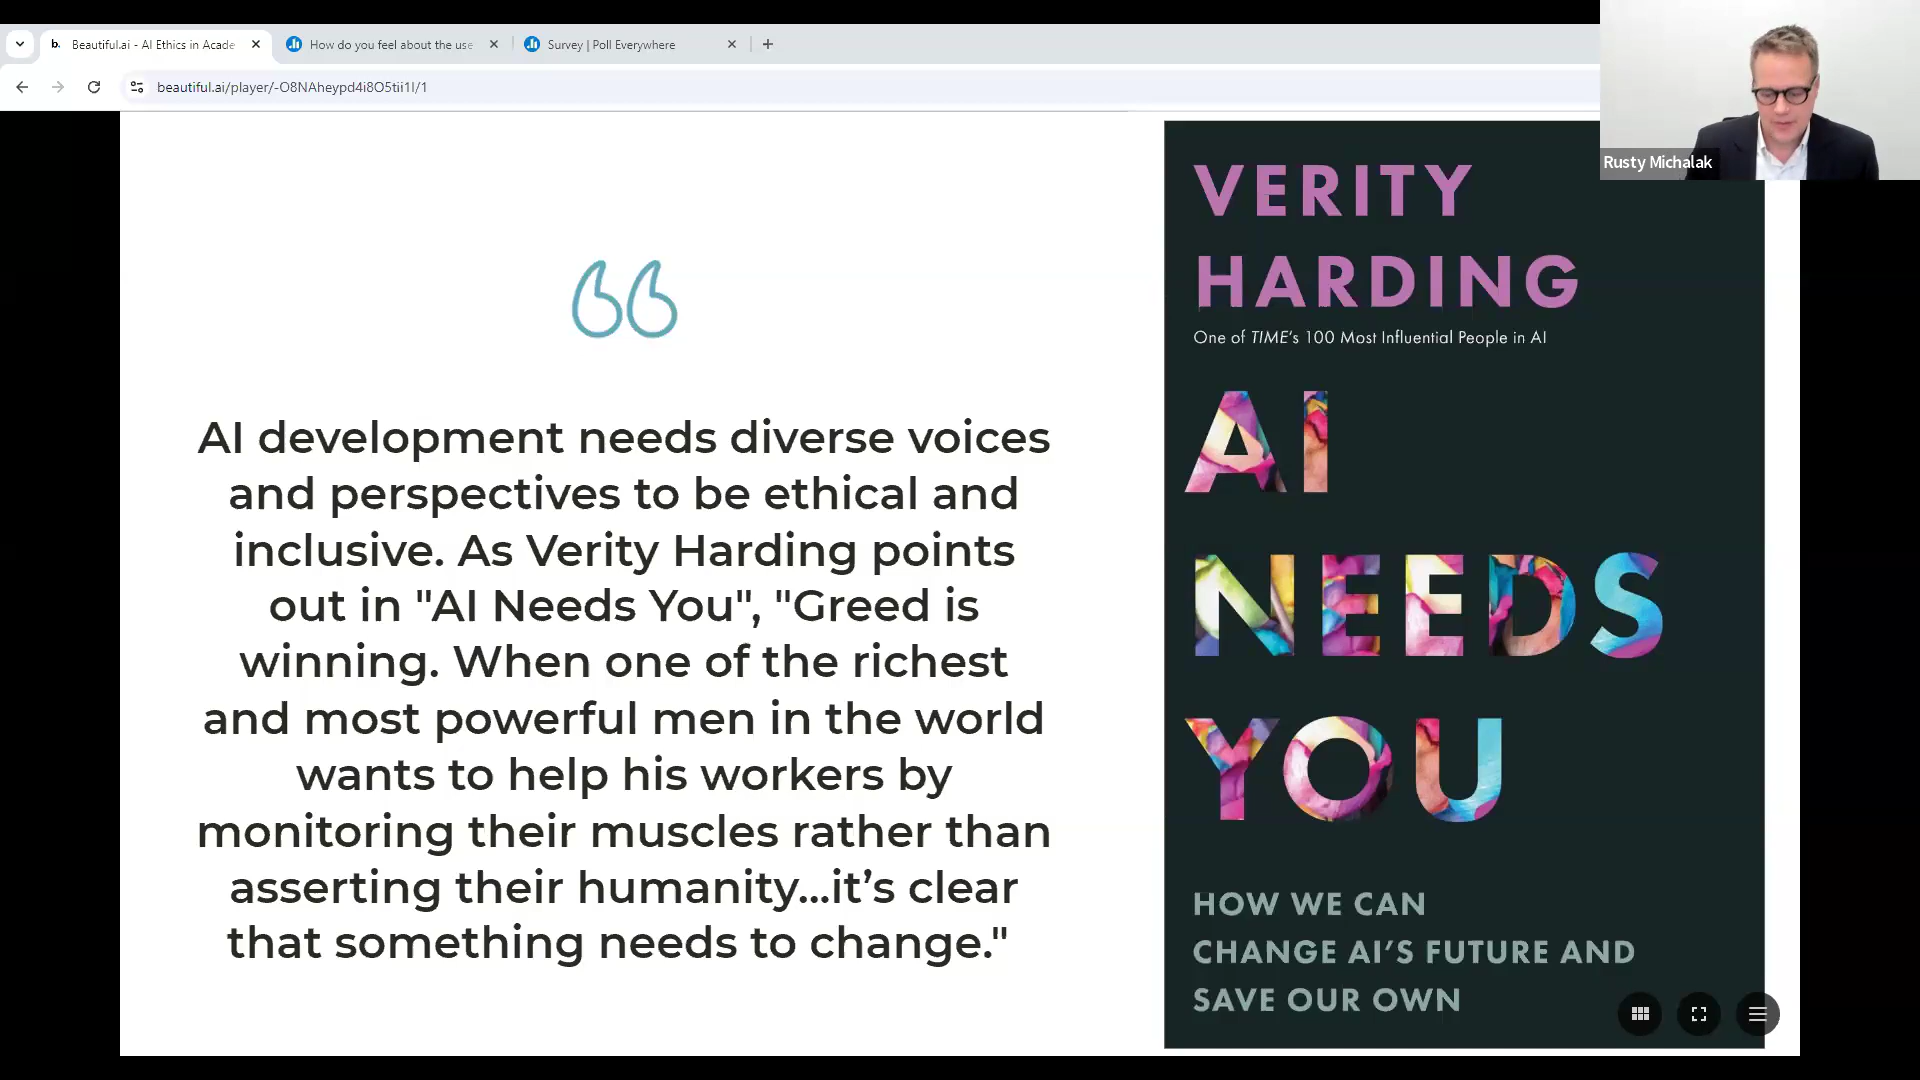 Beautiful.ai - AI Ethics in Acade
How do you feel about the use
Survey | Poll Everywhere
beautiful.ai/player/-O8NAheypd4i8O5tii1I/1
Rusty Michalak
AI development needs diverse voices
and perspectives to be ethical and
inclusive. As Verity Harding points
out in "AI Needs You", "Greed is
winning. When one of the richest
and most powerful men in the world
wants to help his workers by
monitoring their muscles rather than
asserting their humanity...it’s clear
that something needs to change."
VERITY
HARDING
One of TIME’s 100 Most Influential People in AI
AI
NEEDS
YOU
HOW WE CAN
CHANGE AI’S FUTURE AND
SAVE OUR OWN